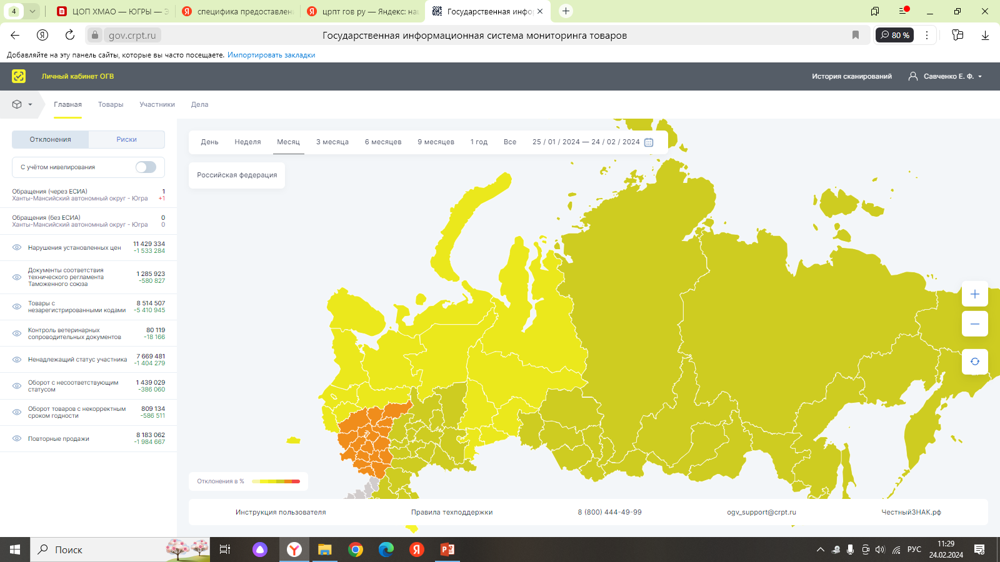 4
ЦОП ХМАО — ЮГРЫ — Э
специфика предоставлен
црпт гов ру — Яндекс: на
Государственная инфо
gov.crpt.ru
Государственная информационная система мониторинга товаров
80 %
Добавляйте на эту панель сайты, которые вы часто посещаете. Импортировать закладки
Личный кабинет ОГВ
История сканирований
Савченко Е. Ф.
Главная
Товары
Участники
Дела
Отклонения
Риски
С учётом нивелирования
Обращения (через ЕСИА) 1
Ханты-Мансийский автономный округ - Югра +1
Обращения (без ЕСИА) 0
Ханты-Мансийский автономный округ - Югра 0
Нарушения установленных цен 11 429 334
-1 533 284
Документы соответствия
технического регламента
Таможенного союза
1 285 923
-580 827
Товары с
незарегистрированными кодами
8 514 507
-5 410 945
Контроль ветеринарных
сопроводительных документов
80 119
-18 166
Ненадлежащий статус участника 7 669 481
-1 404 279
Оборот с несоответствующим
статусом
1 439 029
-386 060
Оборот товаров с некорректным
сроком годности
809 134
-586 511
Повторные продажи 8 183 062
-1 984 667
День
Неделя
Месяц
3 месяца
6 месяцев
9 месяцев
1 год
Все
25 / 01 / 2024 — 24 / 02 / 2024
Российская федерация
Отклонения в %
Инструкция пользователя
Правила техподдержки
8 (800) 444-49-99
ogv_support@crpt.ru
ЧестныйЗНАК.рф
Поиск
РУС
11:29
24.02.2024